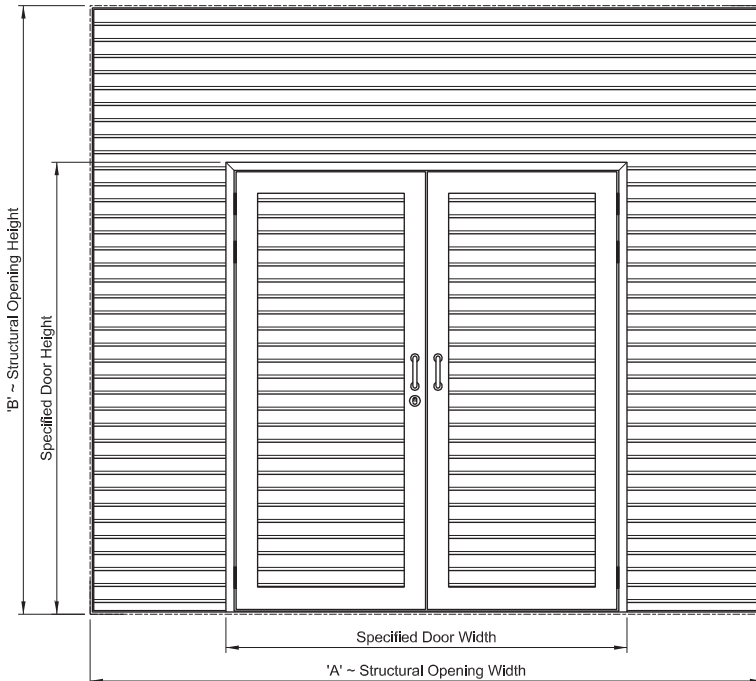 'B' ~ Structural Opening Height
Specified Door Height
Specified Door Width
'A' ~ Structural Opening Width